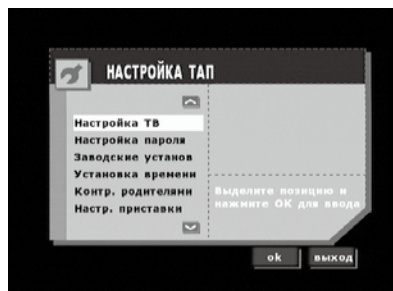 НАСТРОЙКА ТАП
Настройка ТВ
Настройка пароля
Заводские установ
Установка времени
Контр. родителями
Настр. приставки
Выделите позицию и
нажмите ОК для ввода
ok
выход